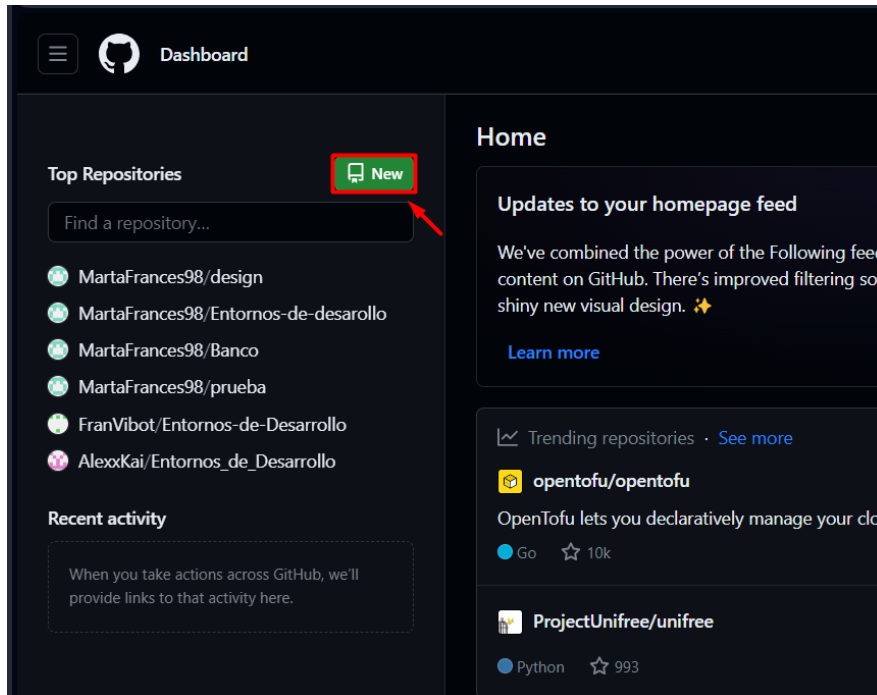 Dashboard
Top Repositories
New
Find a repository...
MartaFrances98/design
MartaFrances98/Entornos-de-desarollo
MartaFrances98/Banco
MartaFrances98/prueba
FranVibot/Entornos-de-Desarrollo
AlexxKai/Entornos_de_Desarrollo
Recent activity
When you take actions across GitHub, we'll
provide links to that activity here.
Home
Updates to your homepage feed
We've combined the power of the Following feed
content on GitHub. There's improved filtering so
shiny new visual design. ✨
Learn more
Trending repositories · See more
opentofu/opentofu
OpenTofu lets you declaratively manage your clo
Go 10k
ProjectUnifree/unifree
Python 993